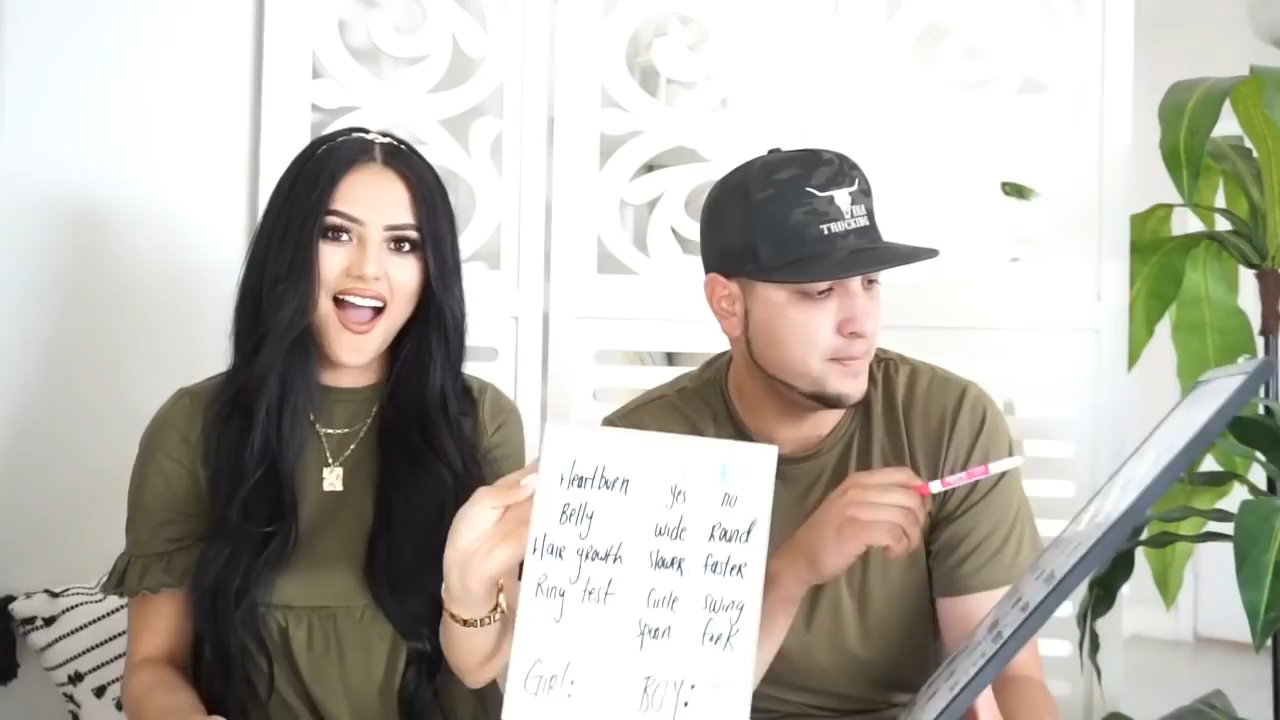 TRUCKING
Heartburn yes no
Belly wide Round
Hair growth slower faster
Ring test Circle swing
spoon fork
Girl: BOY: